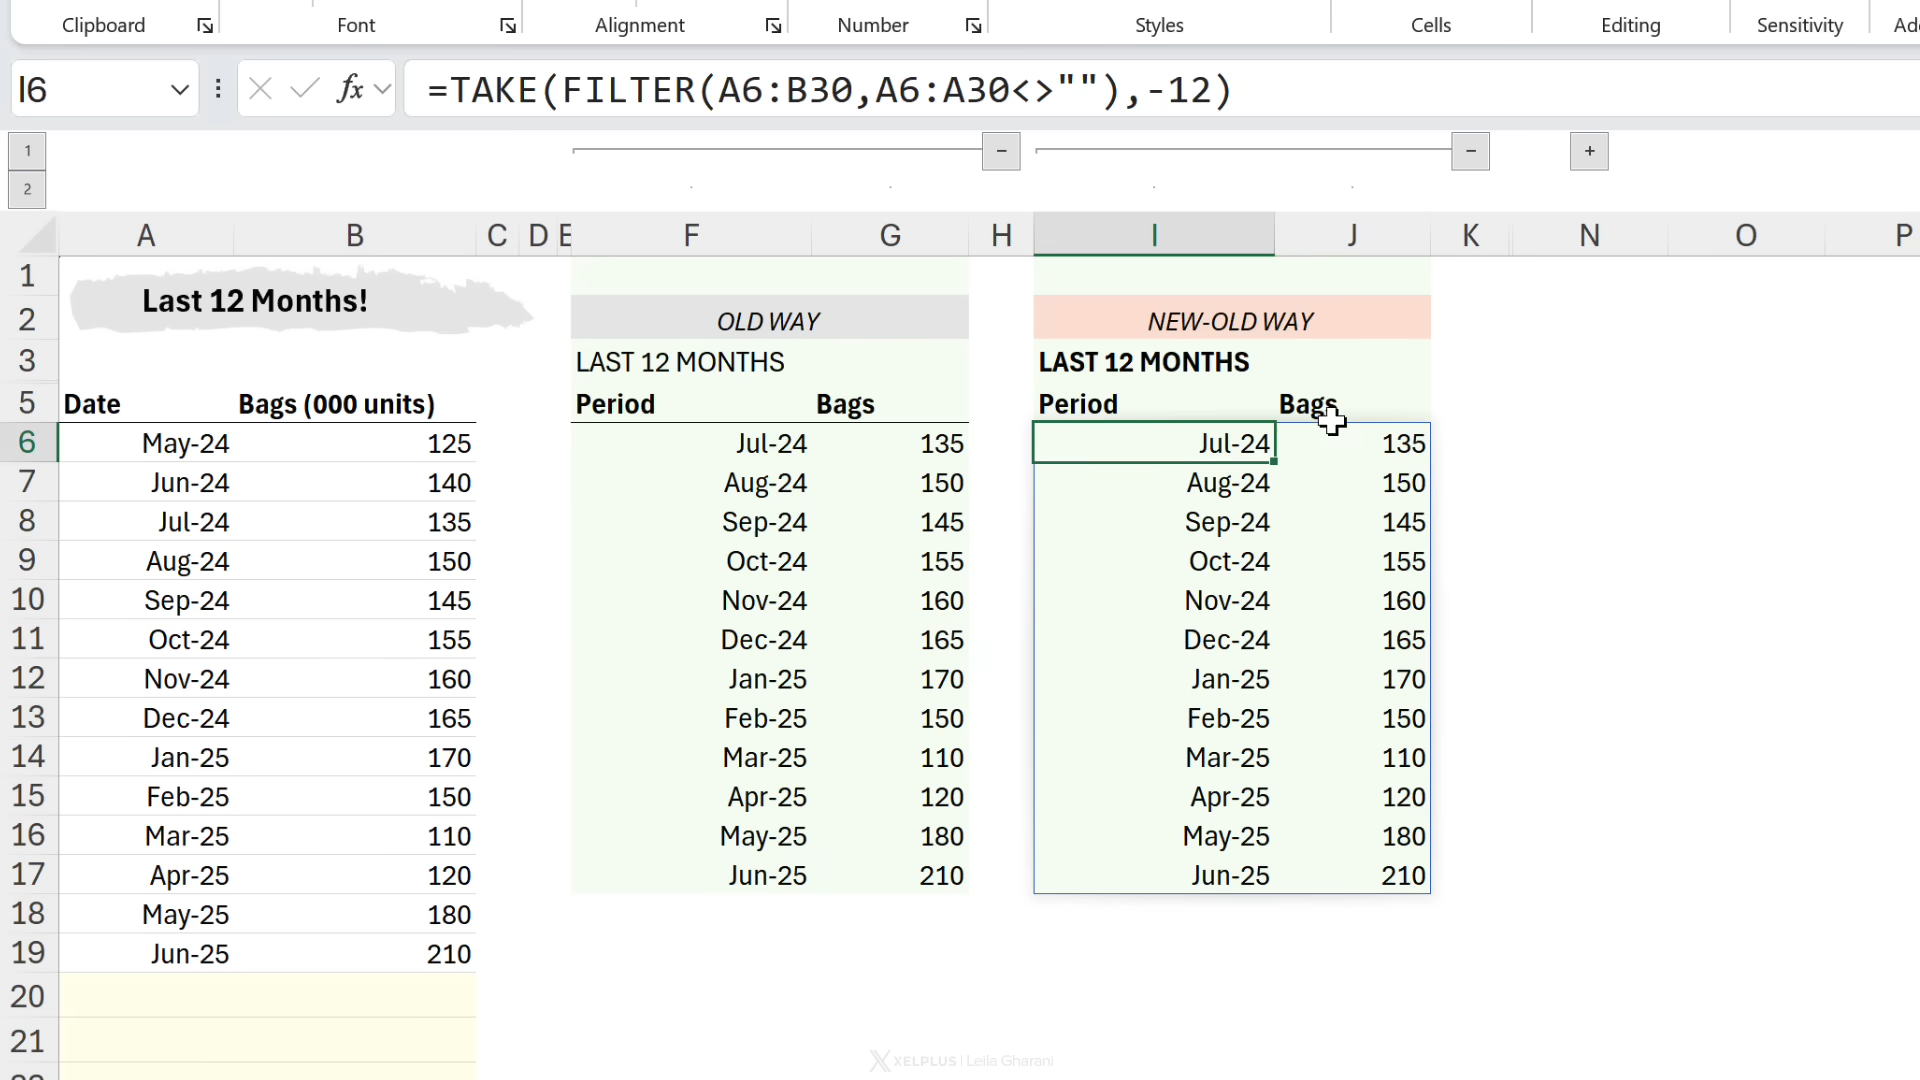 Clipboard Font Alignment Number Styles Cells Editing Sensitivity
I6 fx =TAKE(FILTER(A6:B30,A6:A30<>""),-12)
1
2
A B C D E F G H I J K N O P
1
Last 12 Months!
2 OLD WAY NEW-OLD WAY
3 LAST 12 MONTHS LAST 12 MONTHS
5 Date Bags (000 units) Period Bags Period Bags
6 May-24 125 Jul-24 135 Jul-24 135
7 Jun-24 140 Aug-24 150 Aug-24 150
8 Jul-24 135 Sep-24 145 Sep-24 145
9 Aug-24 150 Oct-24 155 Oct-24 155
10 Sep-24 145 Nov-24 160 Nov-24 160
11 Oct-24 155 Dec-24 165 Dec-24 165
12 Nov-24 160 Jan-25 170 Jan-25 170
13 Dec-24 165 Feb-25 150 Feb-25 150
14 Jan-25 170 Mar-25 110 Mar-25 110
15 Feb-25 150 Apr-25 120 Apr-25 120
16 Mar-25 110 May-25 180 May-25 180
17 Apr-25 120 Jun-25 210 Jun-25 210
18 May-25 180
19 Jun-25 210
20
21
XELPLUS | Leila Gharani